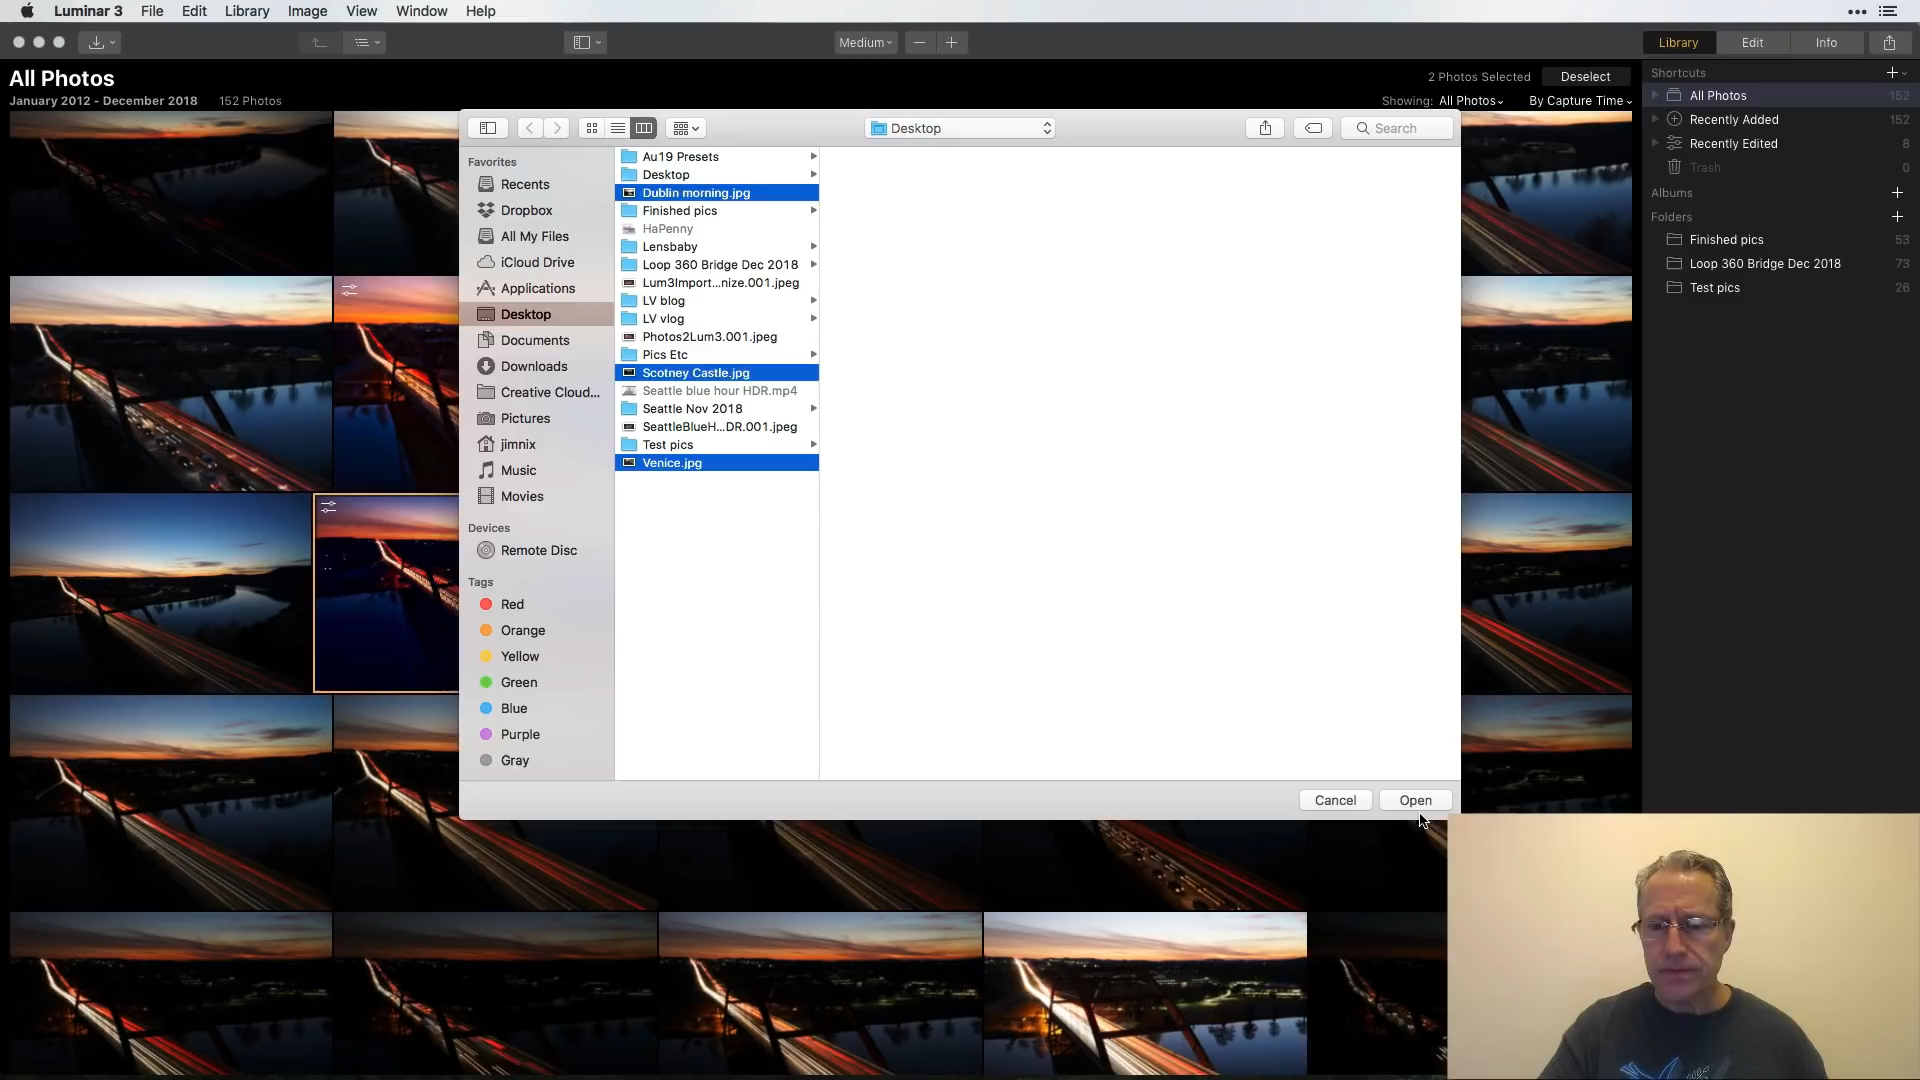 Luminar 3 File Edit Library Image View Window Help
Medium
Library Edit Info
All Photos
January 2012 - December 2018 152 Photos
2 Photos Selected Deselect
Showing: All Photos By Capture Time
Shortcuts
All Photos 152
Recently Added 152
Recently Edited 8
Trash 0
Albums
Folders
Finished pics 53
Loop 360 Bridge Dec 2018 73
Test pics 26
Desktop
Search
Favorites
Recents
Dropbox
All My Files
iCloud Drive
Applications
Desktop
Documents
Downloads
Creative Cloud...
Pictures
jimnix
Music
Movies
Devices
Remote Disc
Tags
Red
Orange
Yellow
Green
Blue
Purple
Gray
Au19 Presets
Desktop
Dublin morning.jpg
Finished pics
HaPenny
Lensbaby
Loop 360 Bridge Dec 2018
Lum3Import...nize.001.jpeg
LV blog
LV vlog
Photos2Lum3.001.jpeg
Pics Etc
Scotney Castle.jpg
Seattle blue hour HDR.mp4
Seattle Nov 2018
SeattleBlueH...DR.001.jpeg
Test pics
Venice.jpg
Cancel Open